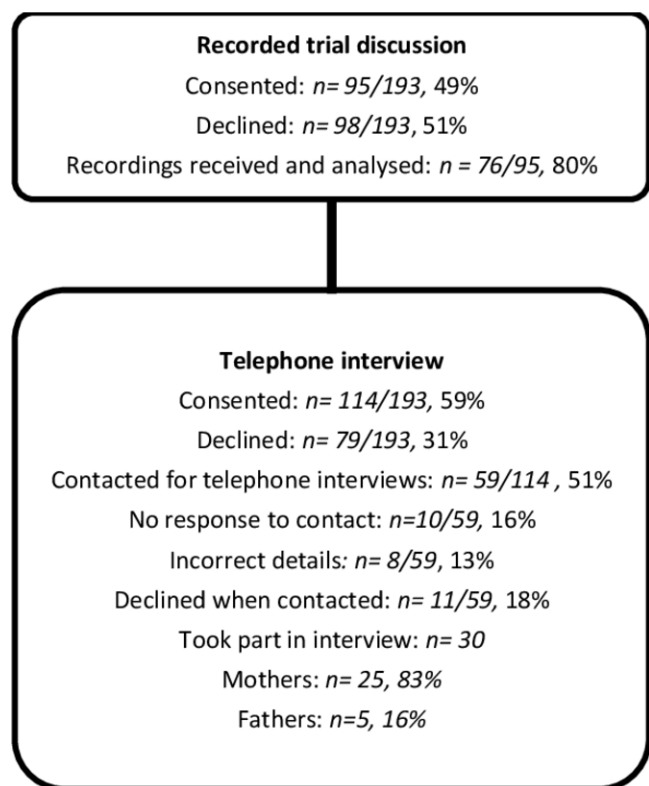 Recorded trial discussion
Consented: n= 95/193, 49%
Declined: n= 98/193, 51%
Recordings received and analysed: n = 76/95, 80%
Telephone interview
Consented: n= 114/193, 59%
Declined: n= 79/193, 31%
Contacted for telephone interviews: n= 59/114 , 51%
No response to contact: n=10/59, 16%
Incorrect details: n= 8/59, 13%
Declined when contacted: n= 11/59, 18%
Took part in interview: n= 30
Mothers: n= 25, 83%
Fathers: n=5, 16%